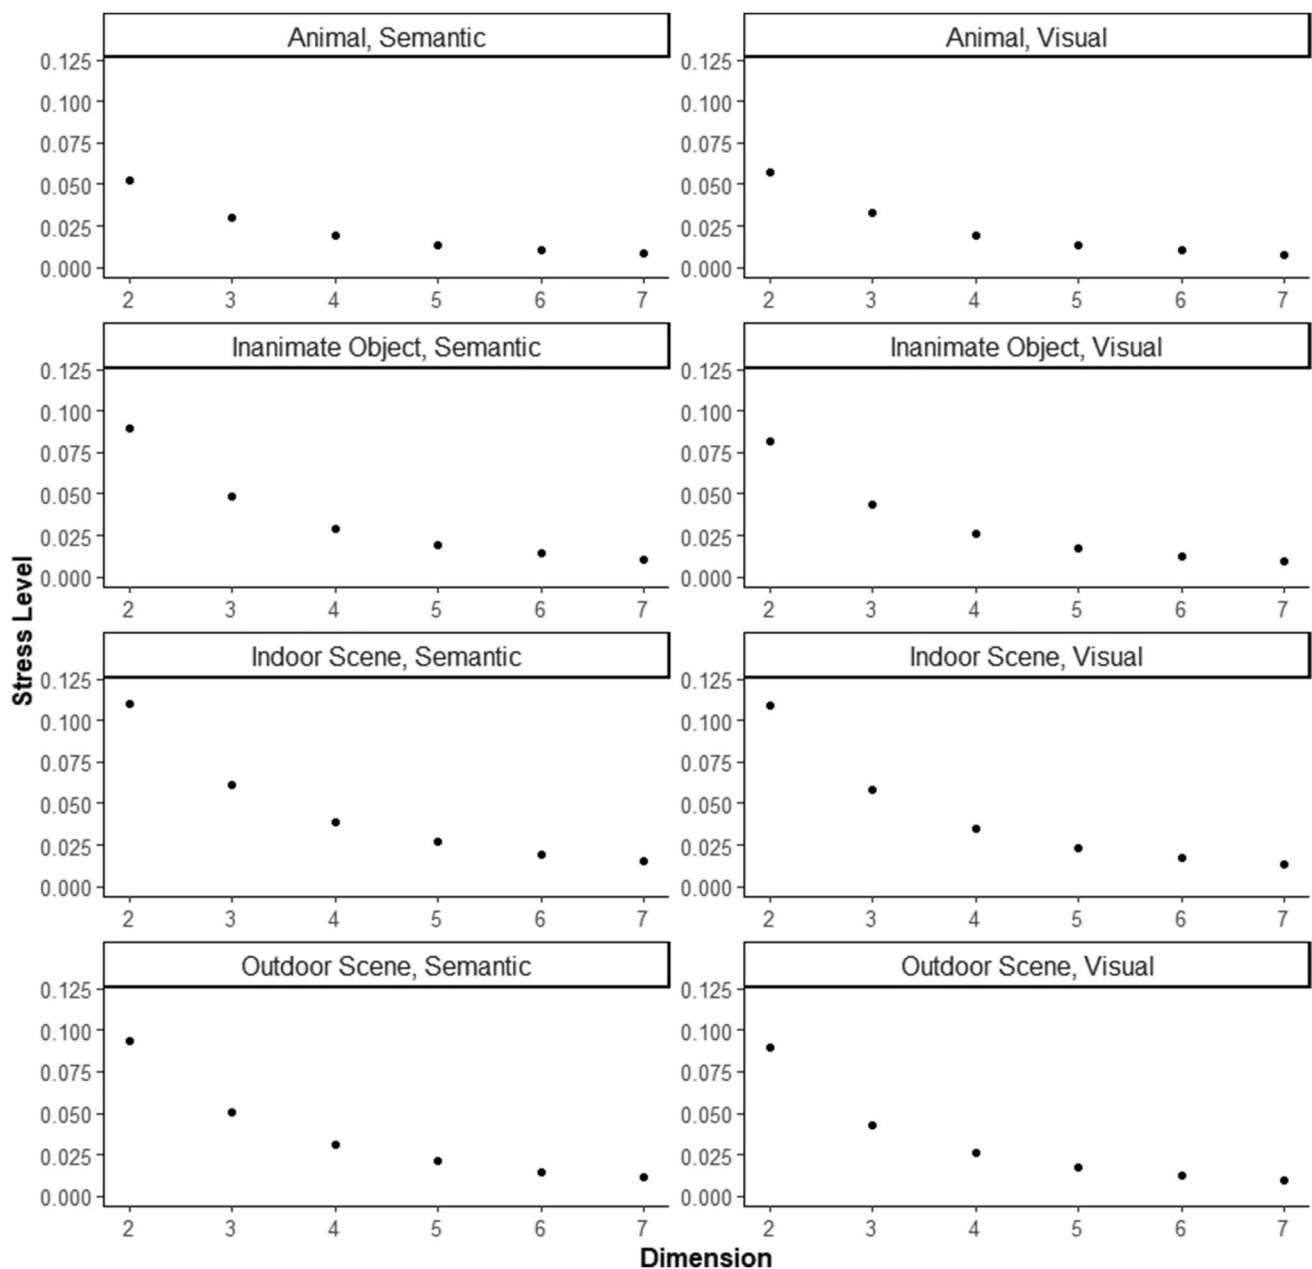 Animal, Semantic
0.125
0.100
0.075
0.050
0.025
0.000
2 3 4 5 6 7
Animal, Visual
0.125
0.100
0.075
0.050
0.025
0.000
2 3 4 5 6 7
Inanimate Object, Semantic
0.125
0.100
0.075
0.050
0.025
0.000
2 3 4 5 6 7
Inanimate Object, Visual
0.125
0.100
0.075
0.050
0.025
0.000
2 3 4 5 6 7
Stress Level
Indoor Scene, Semantic
0.125
0.100
0.075
0.050
0.025
0.000
2 3 4 5 6 7
Indoor Scene, Visual
0.125
0.100
0.075
0.050
0.025
0.000
2 3 4 5 6 7
Outdoor Scene, Semantic
0.125
0.100
0.075
0.050
0.025
0.000
2 3 4 5 6 7
Outdoor Scene, Visual
0.125
0.100
0.075
0.050
0.025
0.000
2 3 4 5 6 7
Dimension